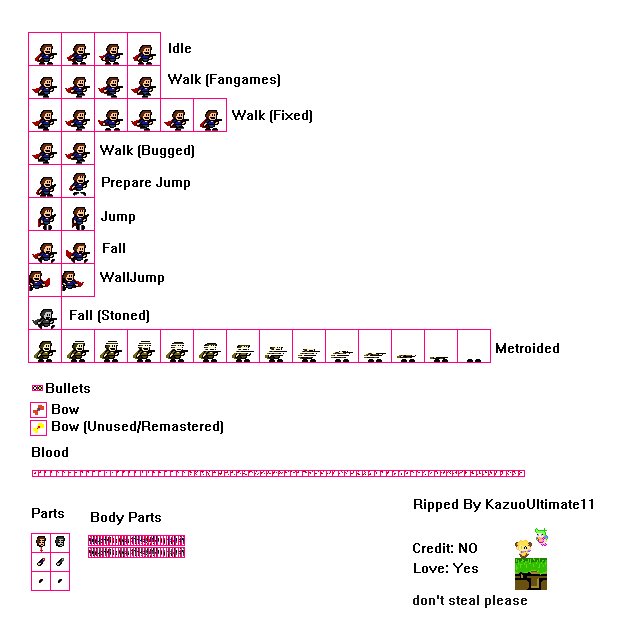 Idle
Walk (Fangames)
Walk (Fixed)
Walk (Bugged)
Prepare Jump
Jump
Fall
WallJump
Fall (Stoned)
Metroided
Bullets
Bow
Bow (Unused/Remastered)
Blood
Parts
Body Parts
Ripped By KazuoUltimate11
Credit: NO
Love: Yes
don't steal please